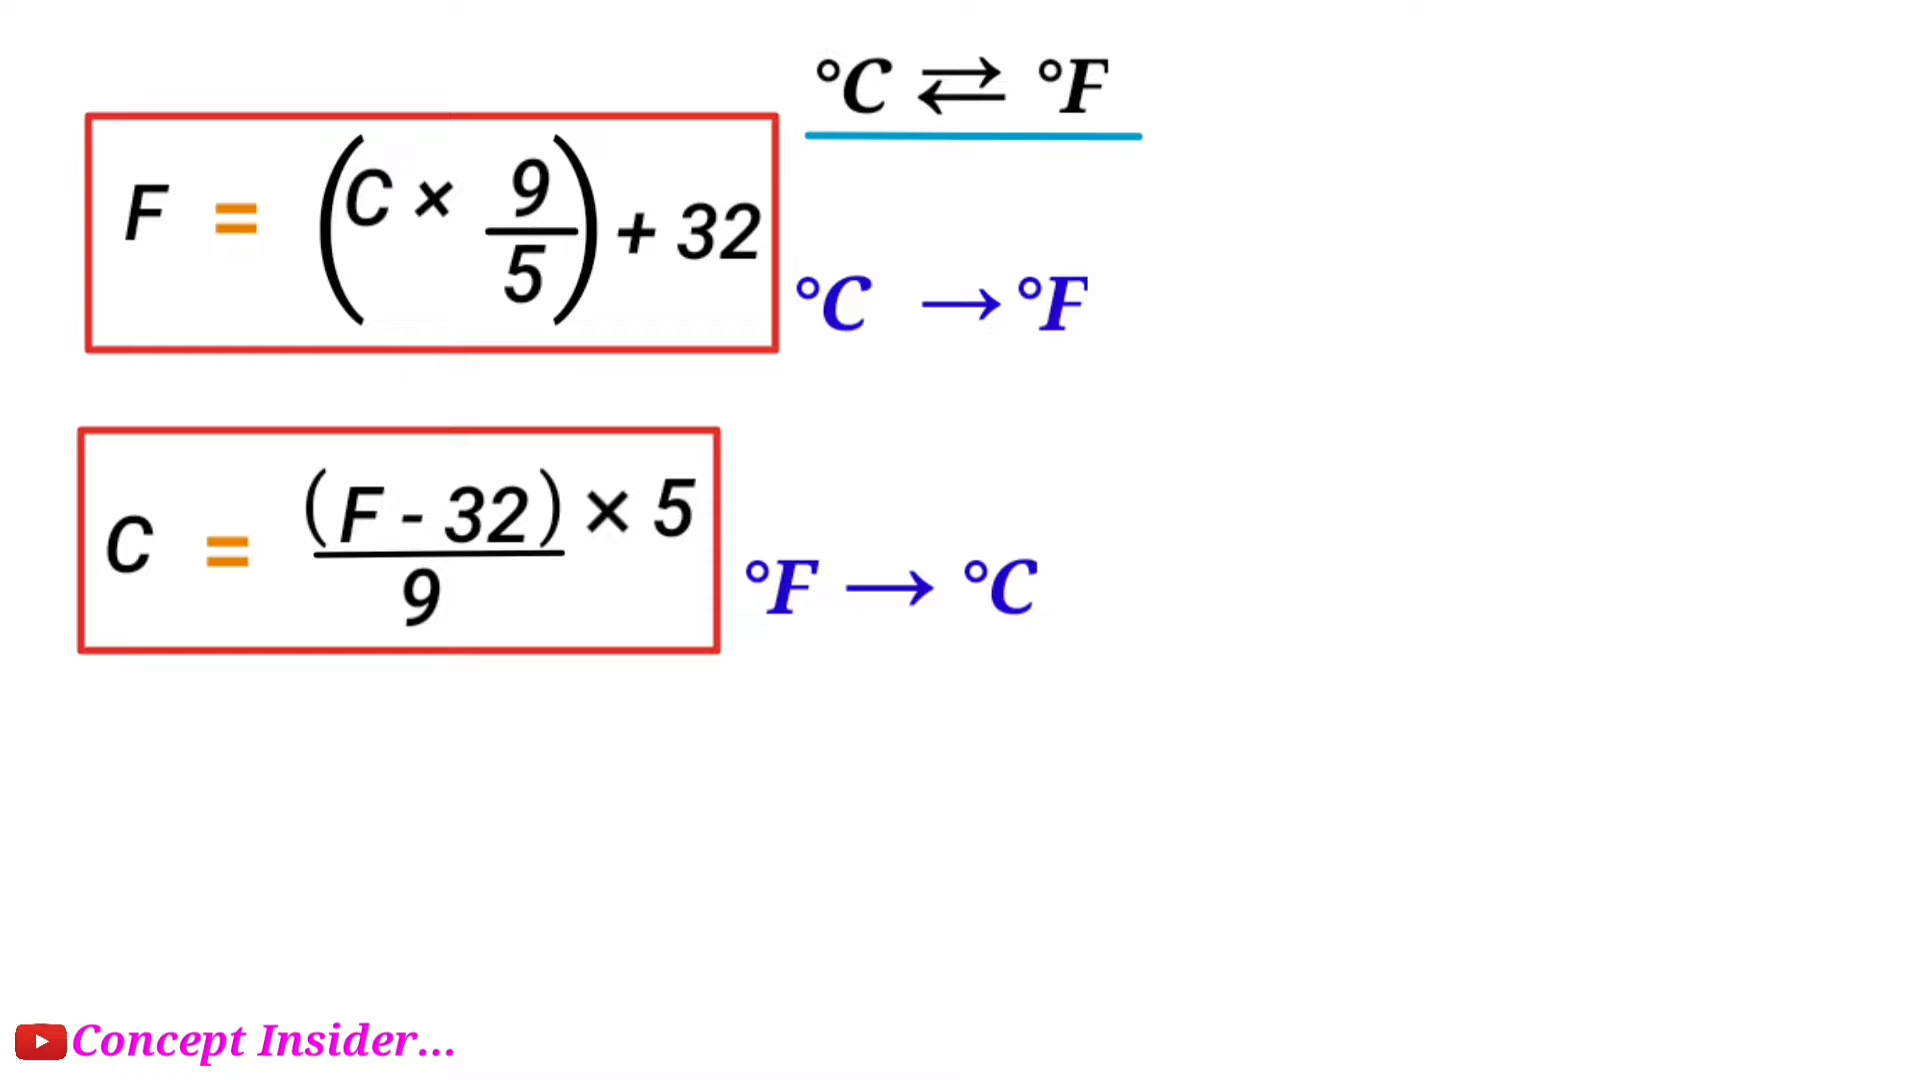 °C ⇄ °F
F = (C × 9/5) + 32
°C → °F
C = (F - 32)/9 × 5
°F → °C
Concept Insider...